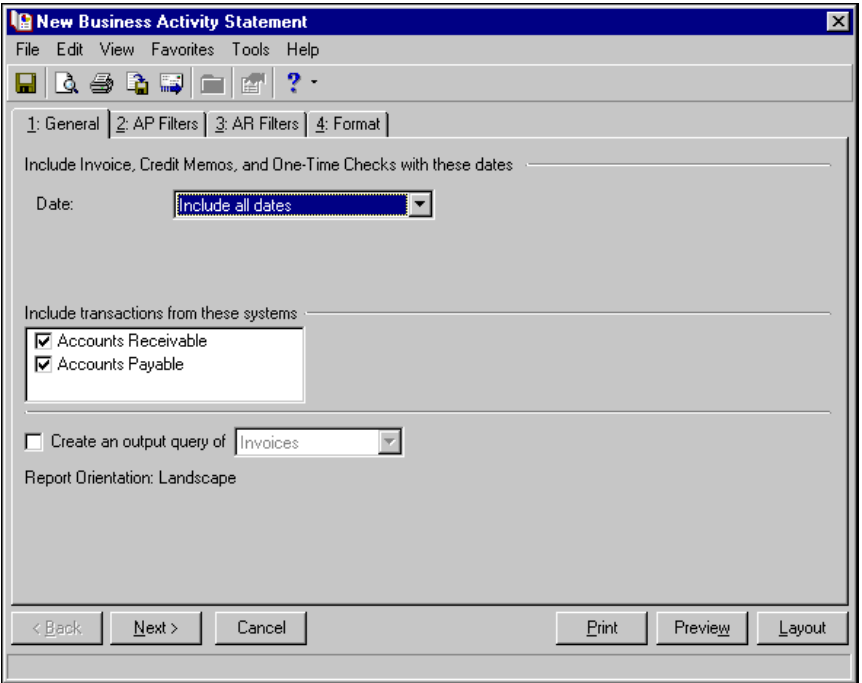 New Business Activity Statement
File Edit View Favorites Tools Help
?
1: General 2: AP Filters 3: AR Filters 4: Format
Include Invoice, Credit Memos, and One-Time Checks with these dates
Date: Include all dates
Include transactions from these systems
Accounts Receivable
Accounts Payable
Create an output query of Invoices
Report Orientation: Landscape
< Back Next > Cancel Print Preview Layout